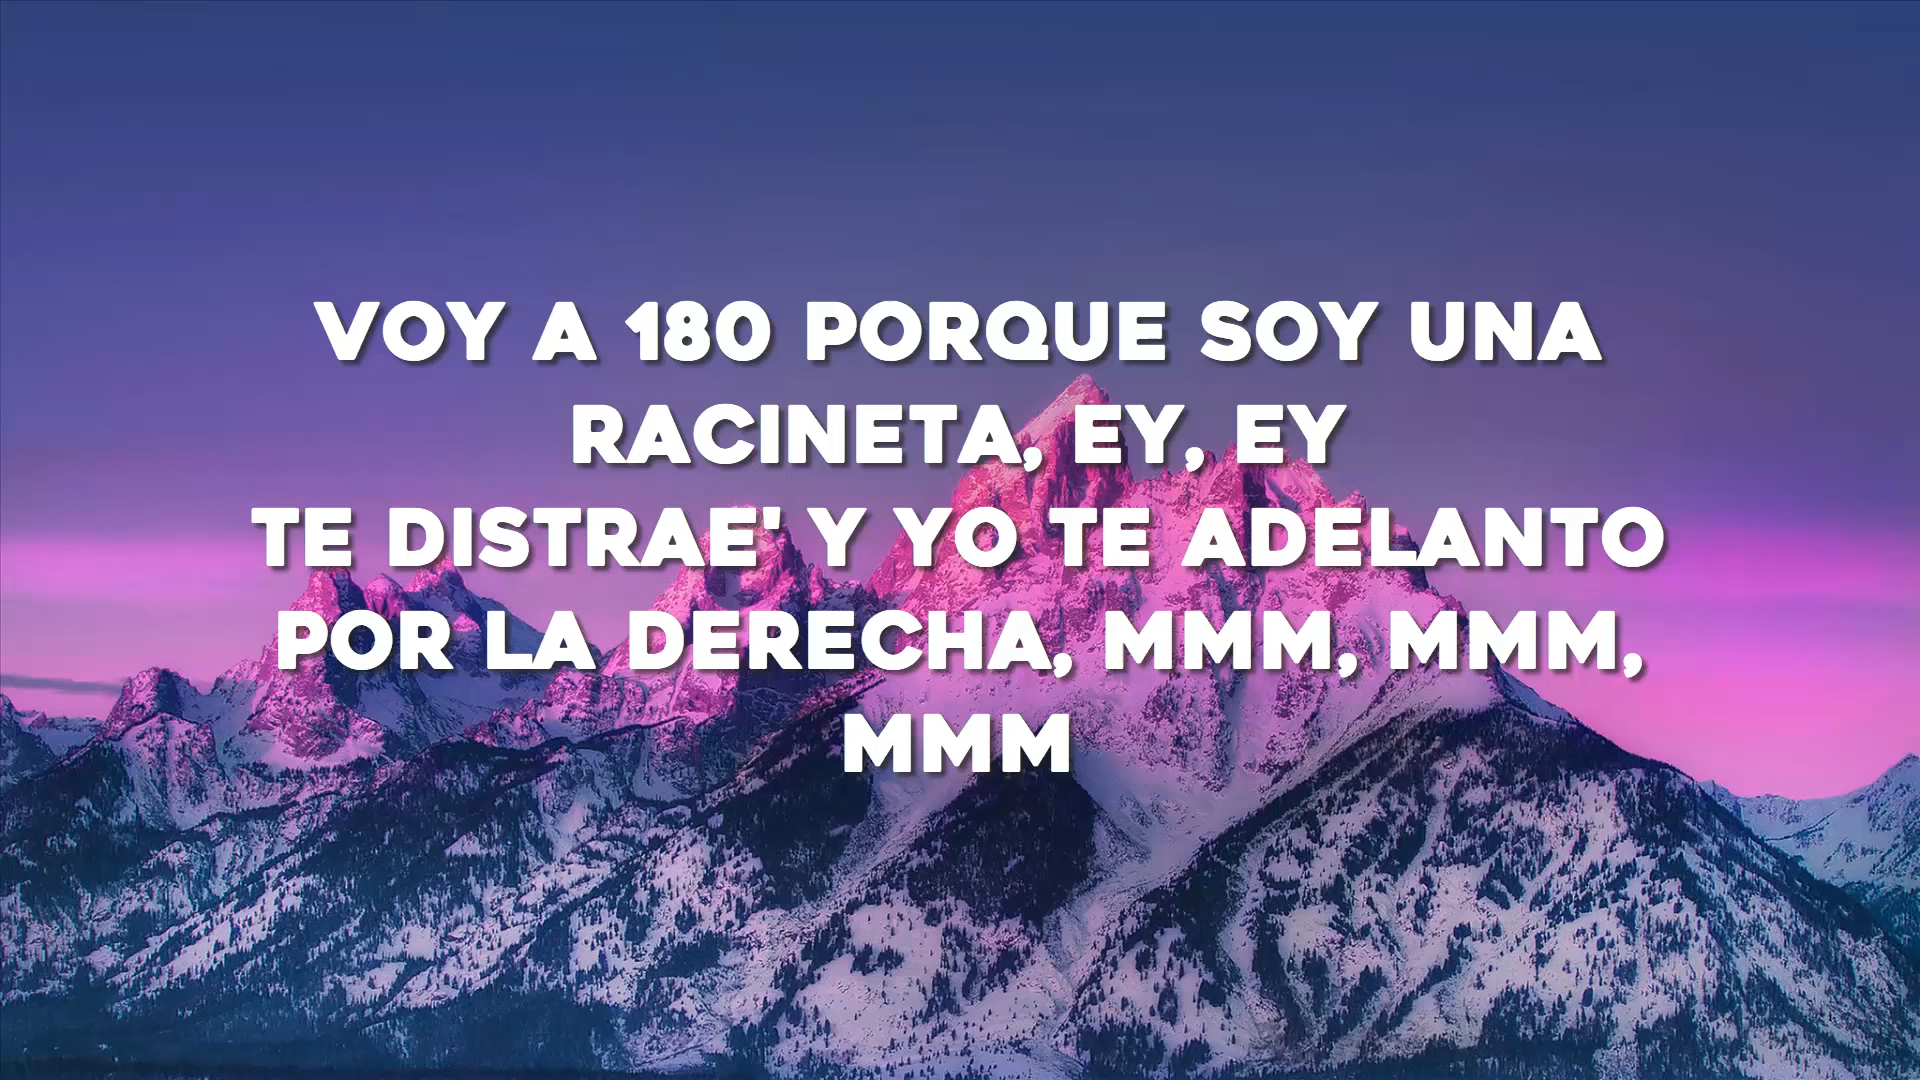 VOY A 180 PORQUE SOY UNA
RACINETA, EY, EY
TE DISTRAE' Y YO TE ADELANTO
POR LA DERECHA, MMM, MMM,
MMM